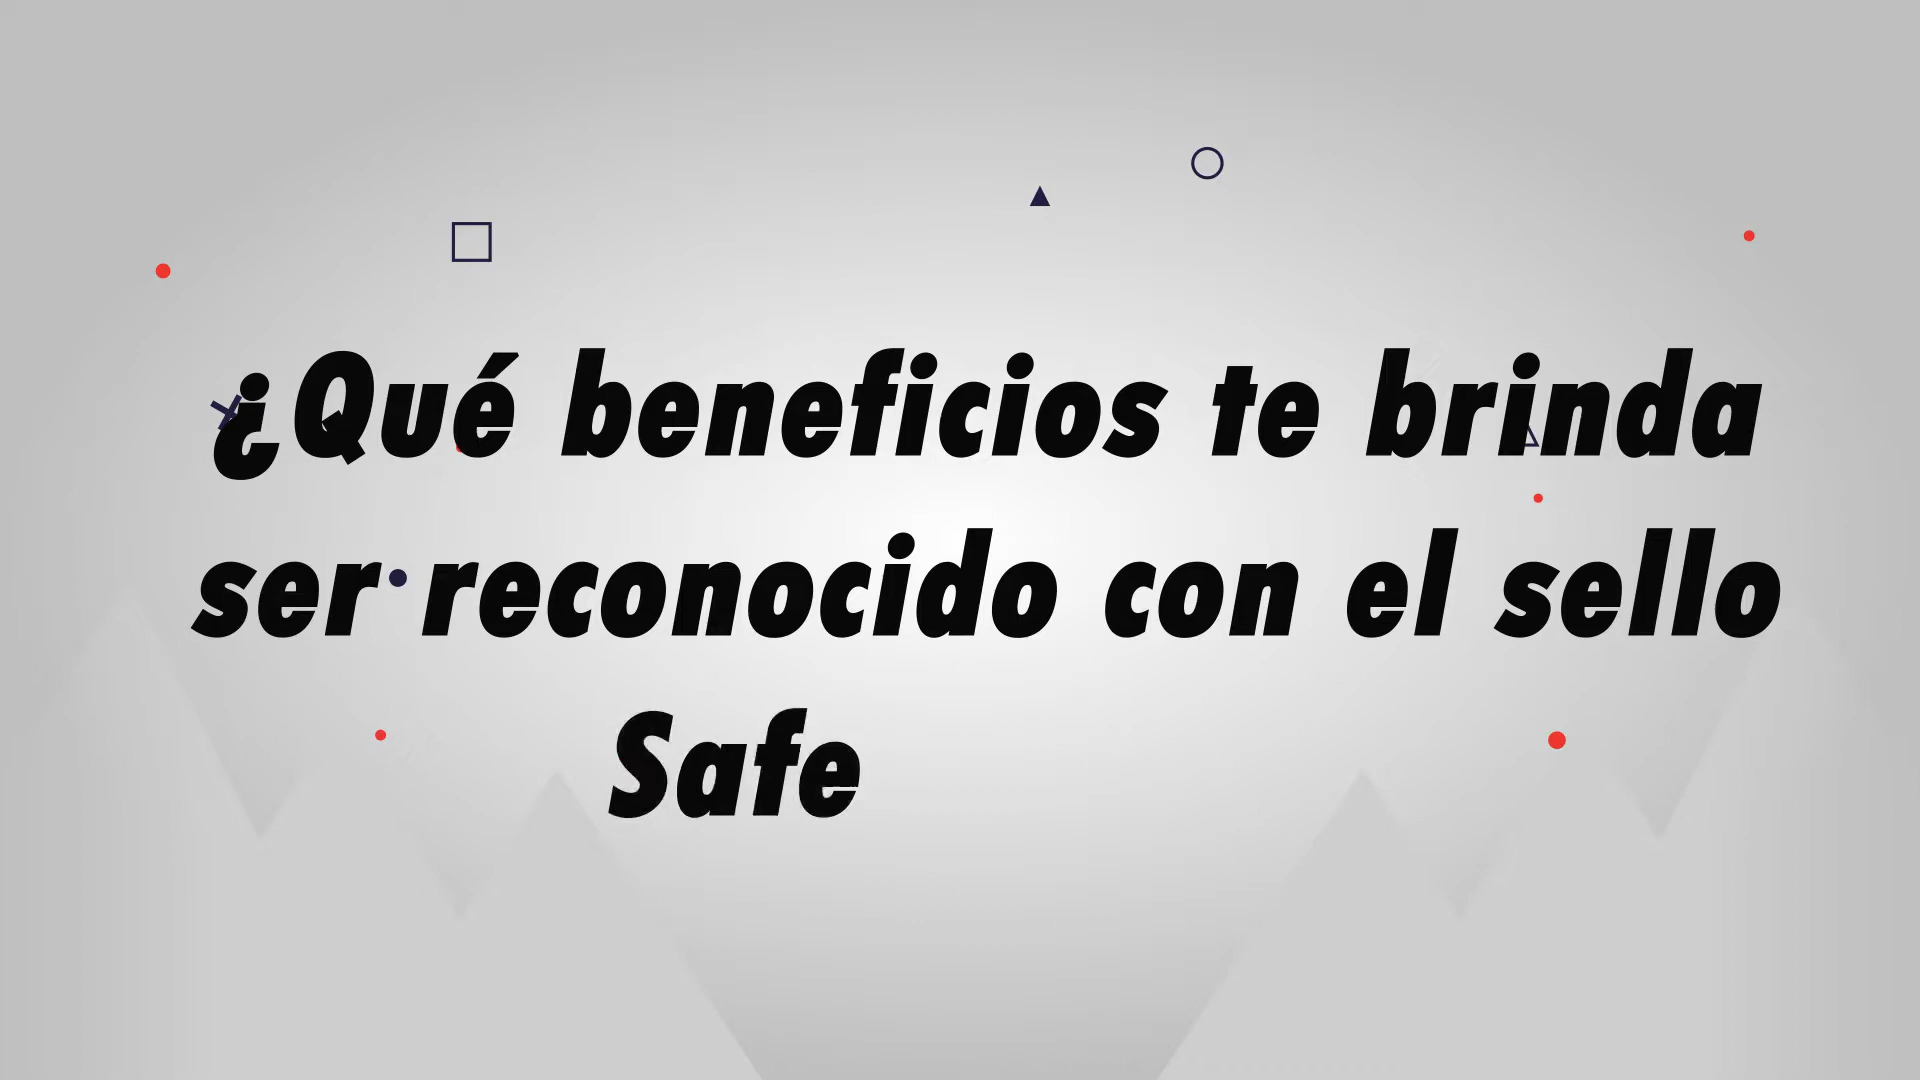 ¿Qué beneficios te brinda
ser reconocido con el sello
Safe